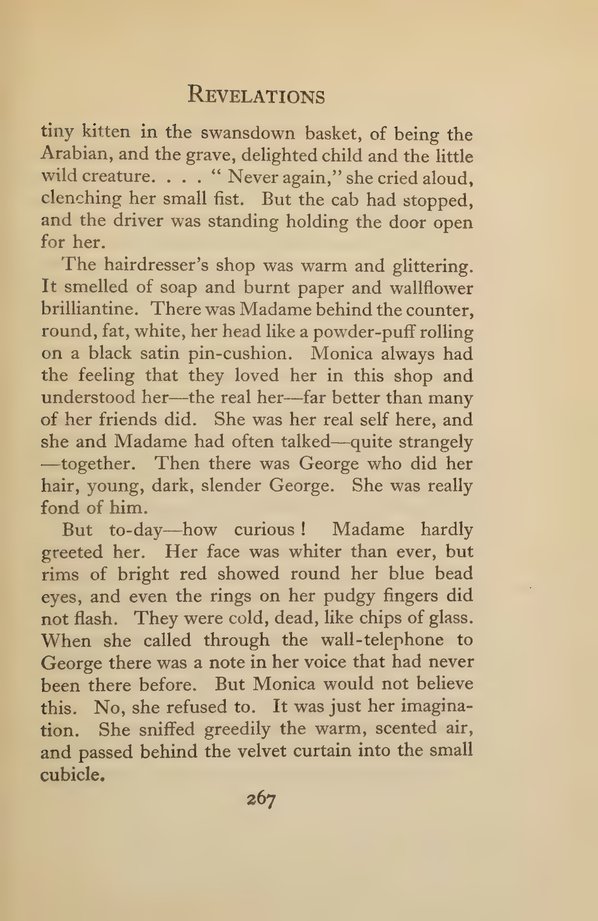 REVELATIONS
tiny kitten in the swansdown basket, of being the
Arabian, and the grave, delighted child and the little
wild creature. . . . “ Never again,” she cried aloud,
clenching her small fist. But the cab had stopped,
and the driver was standing holding the door open
for her.
The hairdresser’s shop was warm and glittering.
It smelled of soap and burnt paper and wallflower
brilliantine. There was Madame behind the counter,
round, fat, white, her head like a powder-puff rolling
on a black satin pin-cushion. Monica always had
the feeling that they loved her in this shop and
understood her—the real her—far better than many
of her friends did. She was her real self here, and
she and Madame had often talked—quite strangely
—together. Then there was George who did her
hair, young, dark, slender George. She was really
fond of him.
But to-day—how curious ! Madame hardly
greeted her. Her face was whiter than ever, but
rims of bright red showed round her blue bead
eyes, and even the rings on her pudgy fingers did
not flash. They were cold, dead, like chips of glass.
When she called through the wall-telephone to
George there was a note in her voice that had never
been there before. But Monica would not believe
this. No, she refused to. It was just her imagina-
tion. She sniffed greedily the warm, scented air,
and passed behind the velvet curtain into the small
cubicle.
267